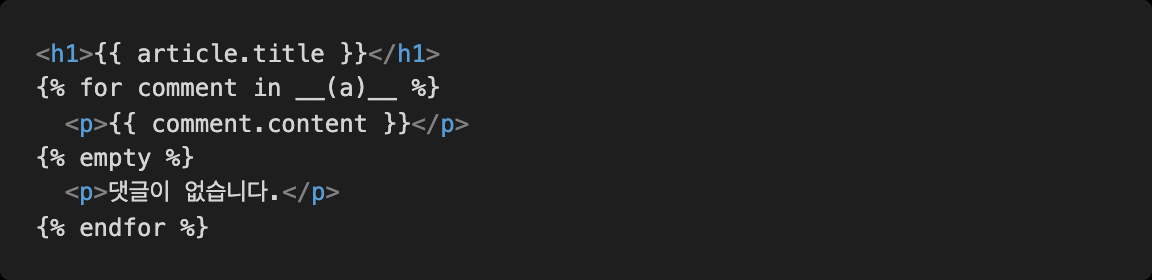 <h1>{{ article.title }}</h1>
{% for comment in __(a)__ %}
  <p>{{ comment.content }}</p>
{% empty %}
  <p>댓글이 없습니다.</p>
{% endfor %}